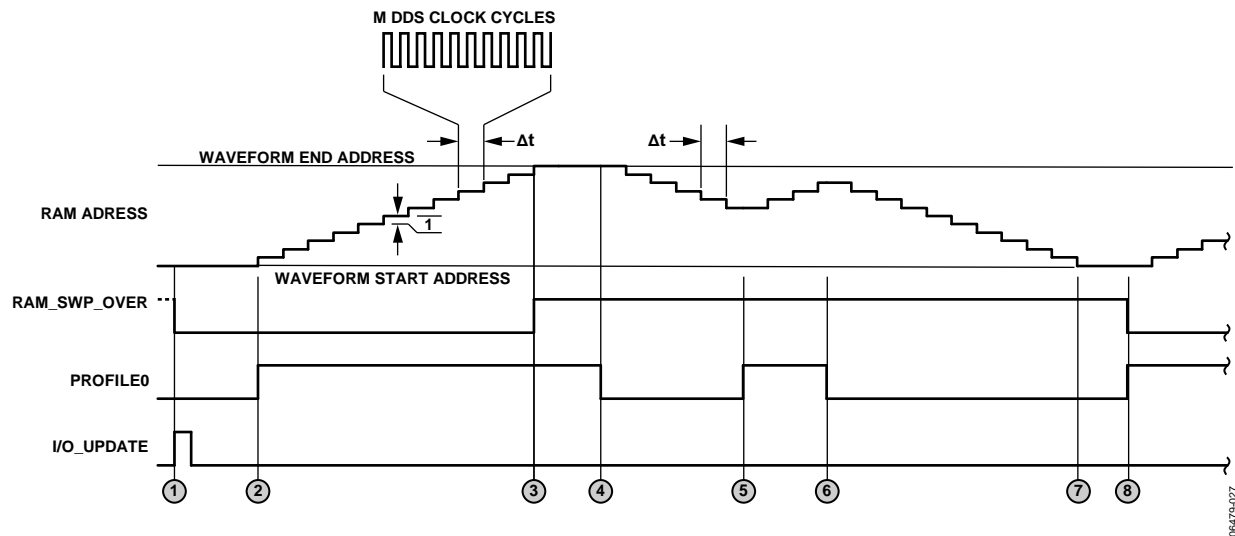 M DDS CLOCK CYCLES
Δt
Δt
WAVEFORM END ADDRESS
RAM ADRESS
1
WAVEFORM START ADDRESS
RAM_SWP_OVER
PROFILE0
I/O_UPDATE
1 2 3 4 5 6 7 8
06479-027